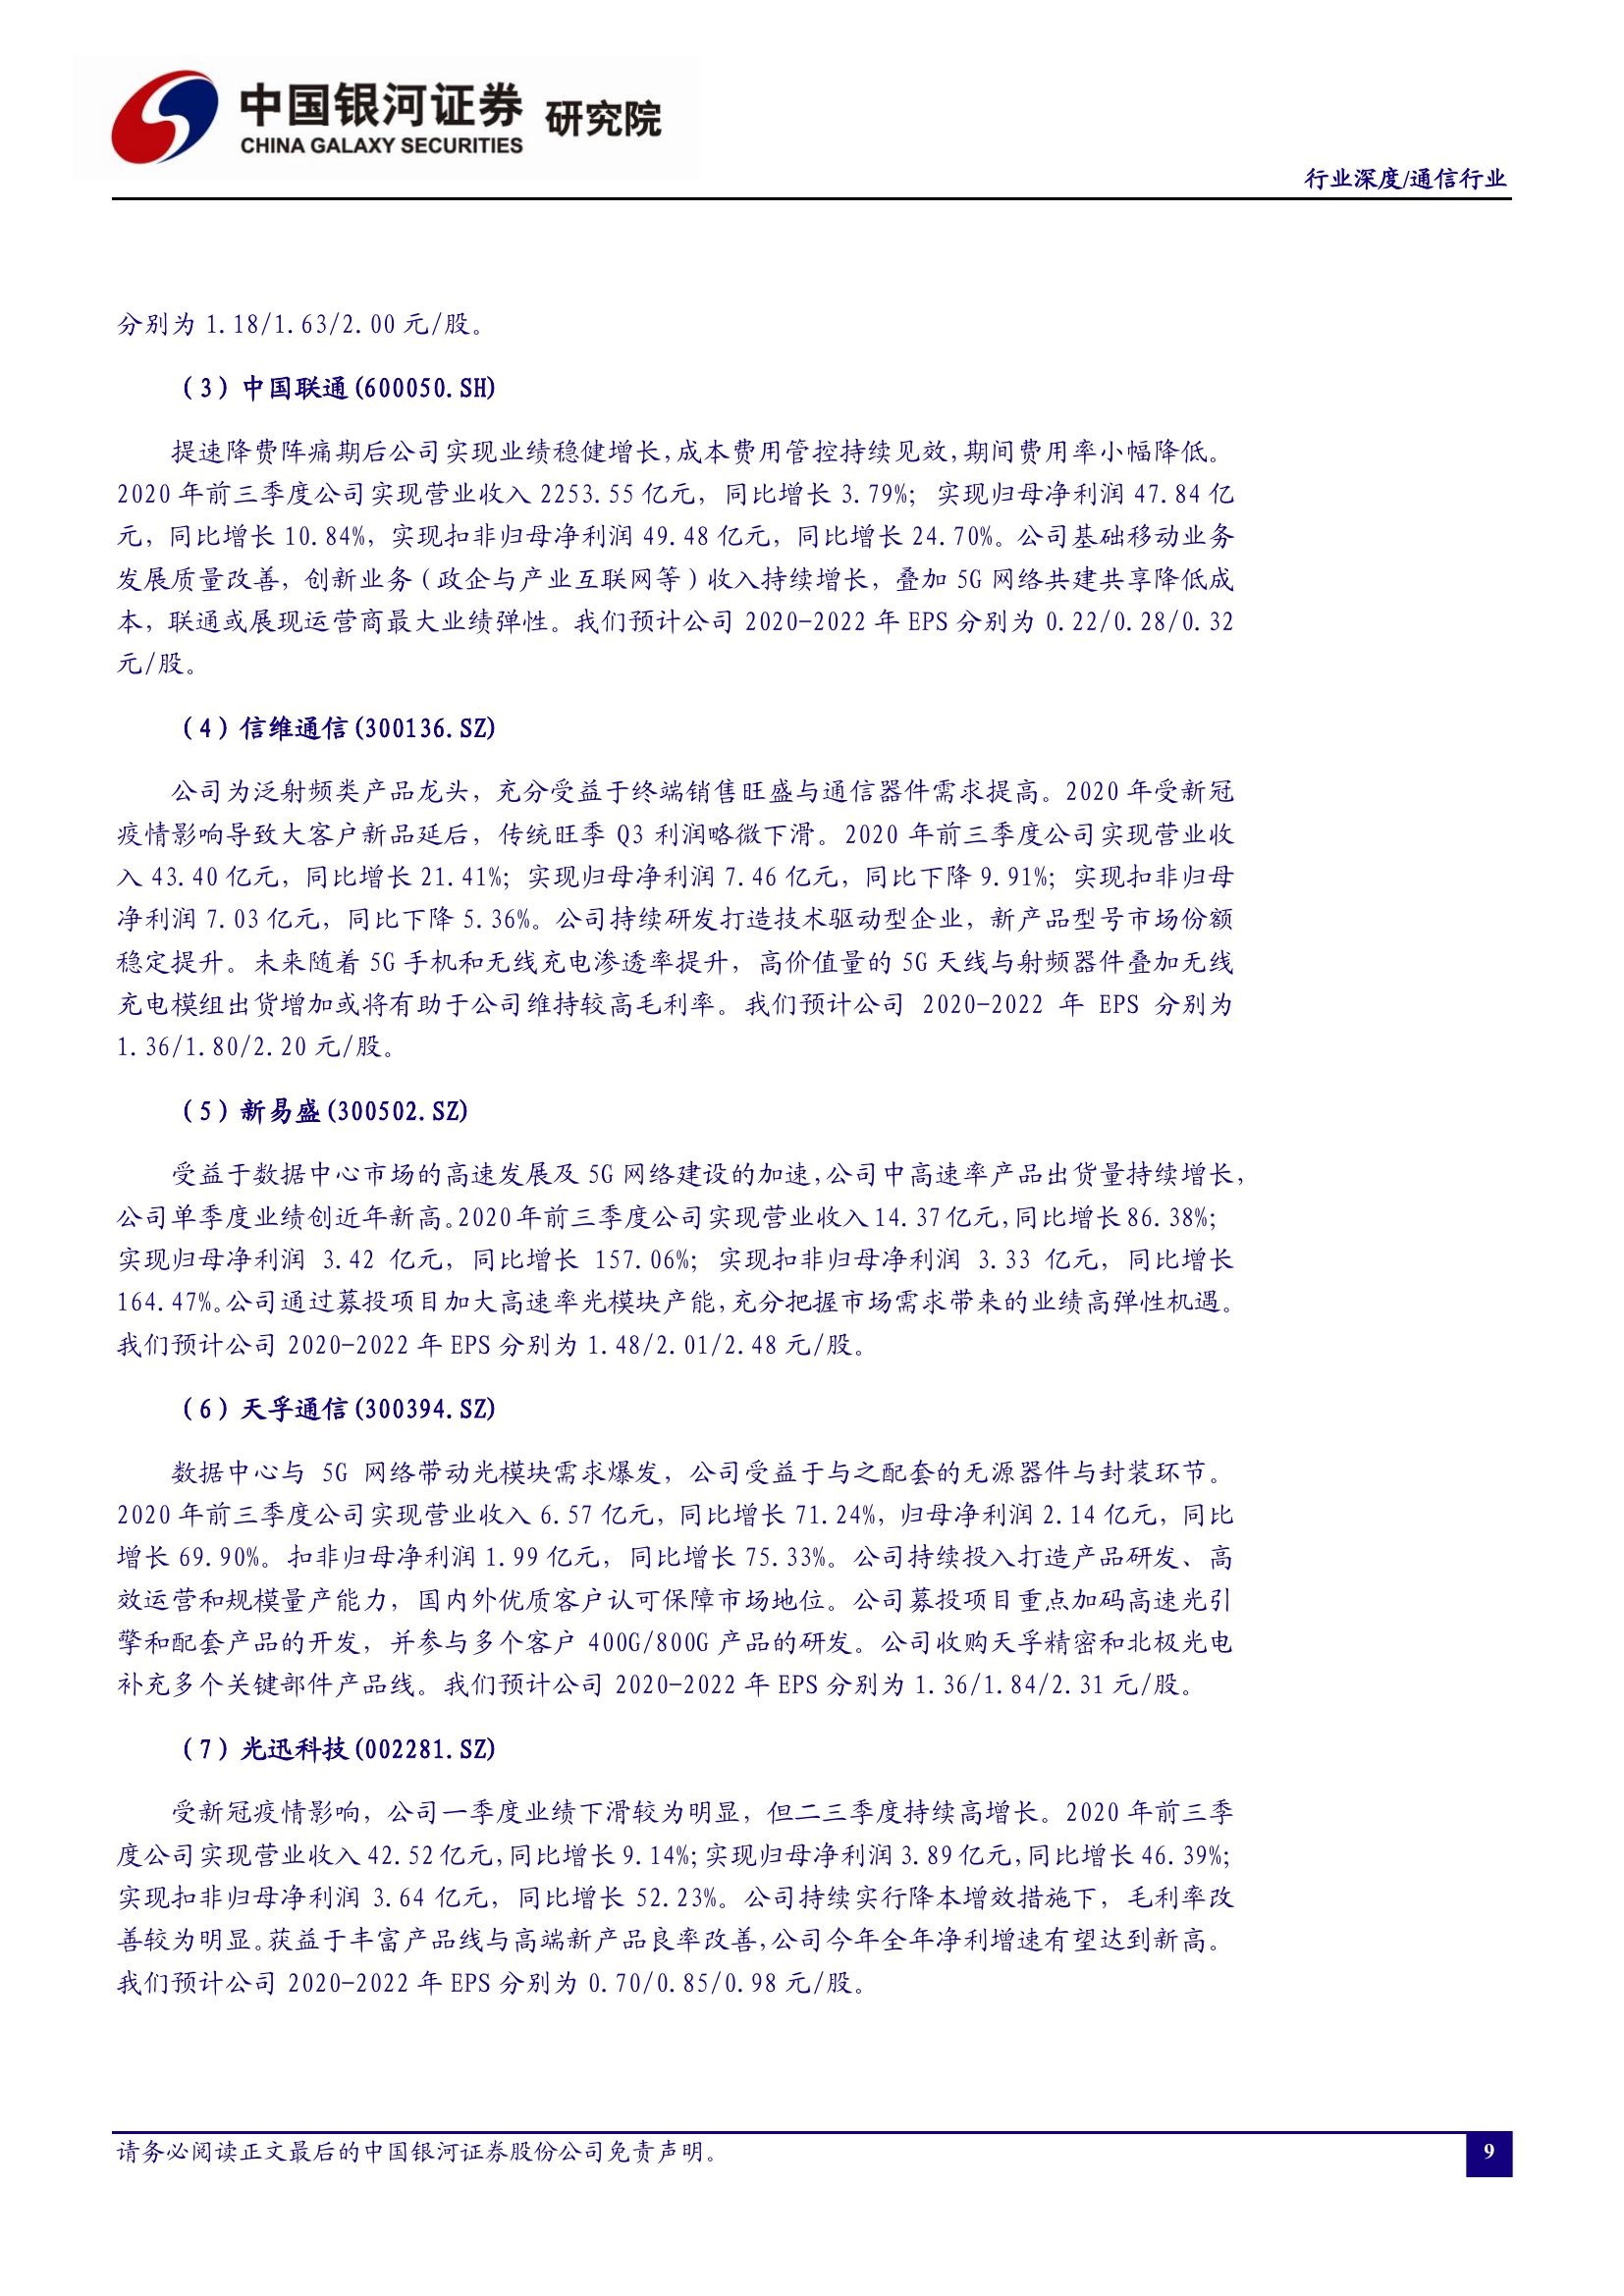 中国银河证券 研究院
CHINA GALAXY SECURITIES
行业深度/通信行业
分别为 1.18/1.63/2.00 元/股。
（3）中国联通(600050.SH)
提速降费阵痛期后公司实现业绩稳健增长,成本费用管控持续见效,期间费用率小幅降低。
2020 年前三季度公司实现营业收入 2253.55 亿元，同比增长 3.79%；实现归母净利润 47.84 亿
元，同比增长 10.84%，实现扣非归母净利润 49.48 亿元，同比增长 24.70%。公司基础移动业务
发展质量改善，创新业务（政企与产业互联网等）收入持续增长，叠加 5G 网络共建共享降低成
本，联通或展现运营商最大业绩弹性。我们预计公司 2020-2022 年 EPS 分别为 0.22/0.28/0.32
元/股。
（4）信维通信(300136.SZ)
公司为泛射频类产品龙头，充分受益于终端销售旺盛与通信器件需求提高。2020 年受新冠
疫情影响导致大客户新品延后，传统旺季 Q3 利润略微下滑。2020 年前三季度公司实现营业收
入 43.40 亿元，同比增长 21.41%；实现归母净利润 7.46 亿元，同比下降 9.91%；实现扣非归母
净利润 7.03 亿元，同比下降 5.36%。公司持续研发打造技术驱动型企业，新产品型号市场份额
稳定提升。未来随着 5G 手机和无线充电渗透率提升，高价值量的 5G 天线与射频器件叠加无线
充电模组出货增加或将有助于公司维持较高毛利率。我们预计公司 2020-2022 年 EPS 分别为
1.36/1.80/2.20 元/股。
（5）新易盛(300502.SZ)
受益于数据中心市场的高速发展及 5G 网络建设的加速,公司中高速率产品出货量持续增长,
公司单季度业绩创近年新高。2020 年前三季度公司实现营业收入 14.37 亿元,同比增长 86.38%；
实现归母净利润 3.42 亿元，同比增长 157.06%；实现扣非归母净利润 3.33 亿元，同比增长
164.47%。公司通过募投项目加大高速率光模块产能,充分把握市场需求带来的业绩高弹性机遇。
我们预计公司 2020-2022 年 EPS 分别为 1.48/2.01/2.48 元/股。
（6）天孚通信(300394.SZ)
数据中心与 5G 网络带动光模块需求爆发，公司受益于与之配套的无源器件与封装环节。
2020 年前三季度公司实现营业收入 6.57 亿元，同比增长 71.24%，归母净利润 2.14 亿元，同比
增长 69.90%。扣非归母净利润 1.99 亿元，同比增长 75.33%。公司持续投入打造产品研发、高
效运营和规模量产能力，国内外优质客户认可保障市场地位。公司募投项目重点加码高速光引
擎和配套产品的开发，并参与多个客户 400G/800G 产品的研发。公司收购天孚精密和北极光电
补充多个关键部件产品线。我们预计公司 2020-2022 年 EPS 分别为 1.36/1.84/2.31 元/股。
（7）光迅科技(002281.SZ)
受新冠疫情影响，公司一季度业绩下滑较为明显，但二三季度持续高增长。2020 年前三季
度公司实现营业收入 42.52 亿元,同比增长 9.14%;实现归母净利润 3.89 亿元,同比增长 46.39%;
实现扣非归母净利润 3.64 亿元，同比增长 52.23%。公司持续实行降本增效措施下，毛利率改
善较为明显。获益于丰富产品线与高端新产品良率改善,公司今年全年净利增速有望达到新高。
我们预计公司 2020-2022 年 EPS 分别为 0.70/0.85/0.98 元/股。
请务必阅读正文最后的中国银河证券股份公司免责声明。
9